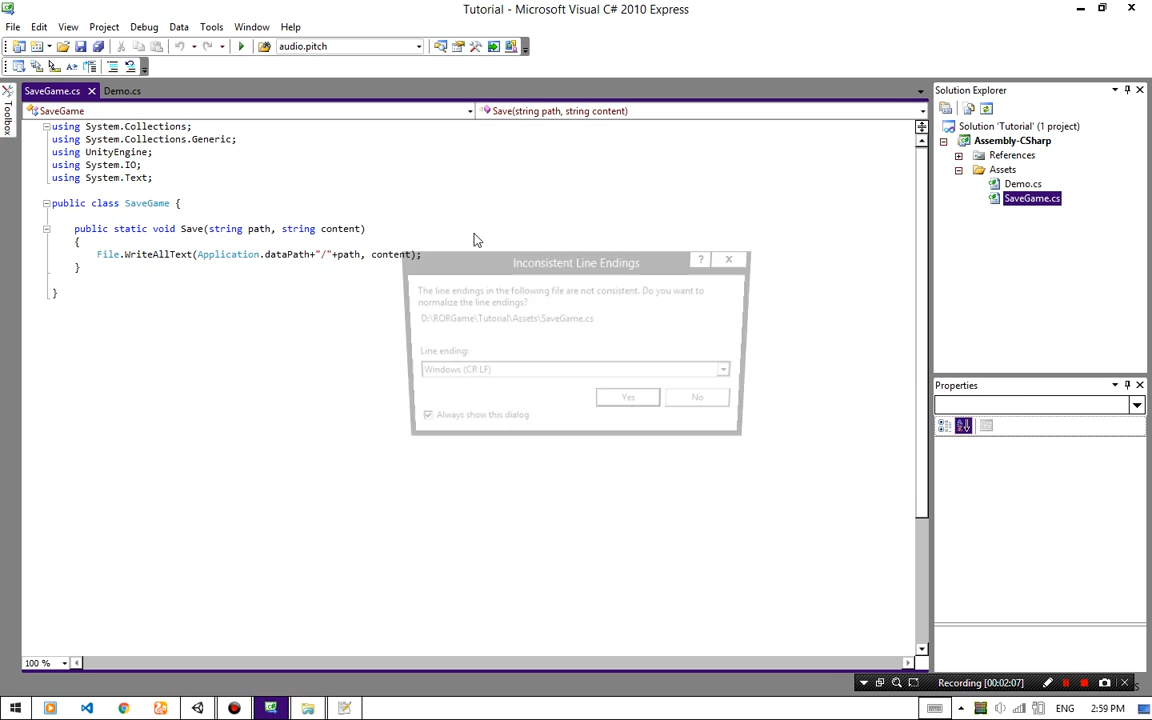 Tutorial - Microsoft Visual C# 2010 Express
File Edit View Project Debug Data Tools Window Help
audio.pitch
SaveGame.cs Demo.cs
Toolbox
SaveGame
Save(string path, string content)
using System.Collections;
using System.Collections.Generic;
using UnityEngine;
using System.IO;
using System.Text;
public class SaveGame {
public static void Save(string path, string content)
{
File.WriteAllText(Application.dataPath+"/"+path, content);
}
}
Inconsistent Line Endings
The line endings in the following file are not consistent. Do you want to
normalize the line endings?
D:\RORGame\Tutorial\Assets\SaveGame.cs
Line ending:
Windows (CR LF)
Yes No
Always show this dialog
Solution Explorer
Solution 'Tutorial' (1 project)
Assembly-CSharp
References
Assets
Demo.cs
SaveGame.cs
Properties
100 %
Recording [00:02:07]
ENG 2:59 PM